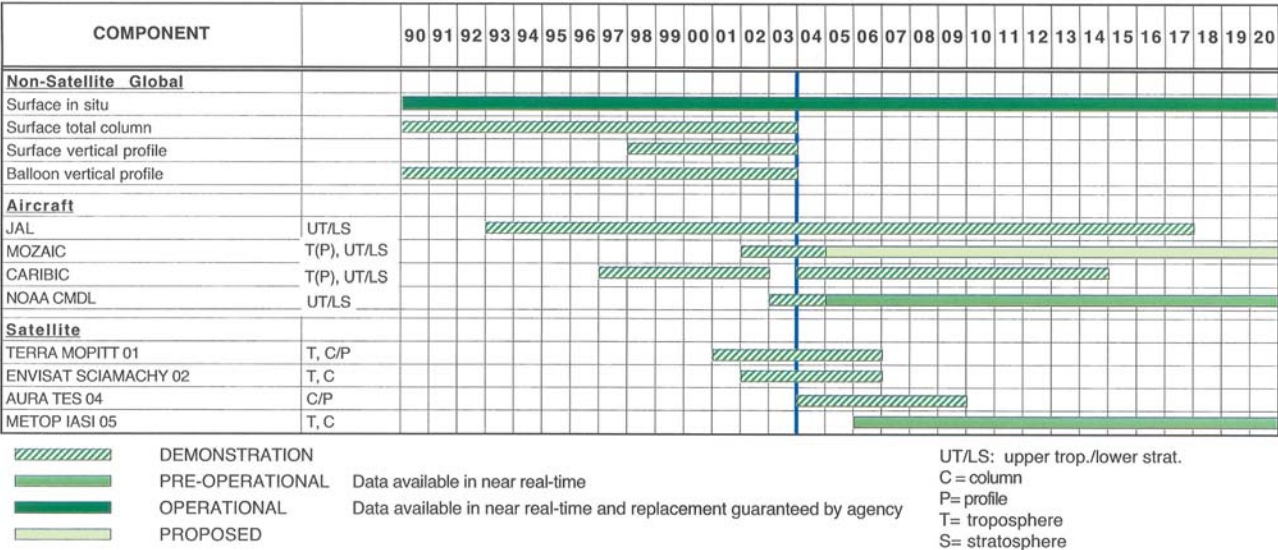 COMPONENT 90 91 92 93 94 95 96 97 98 99 00 01 02 03 04 05 06 07 08 09 10 11 12 13 14 15 16 17 18 19 20
Non-Satellite Global
Surface in situ
Surface total column
Surface vertical profile
Balloon vertical profile
Aircraft
JAL UT/LS
MOZAIC T(P), UT/LS
CARIBIC T(P), UT/LS
NOAA CMDL UT/LS
Satellite
TERRA MOPITT 01 T, C/P
ENVISAT SCIAMACHY 02 T, C
AURA TES 04 C/P
METOP IASI 05 T, C
DEMONSTRATION
PRE-OPERATIONAL Data available in near real-time
OPERATIONAL Data available in near real-time and replacement guaranteed by agency
PROPOSED
UT/LS: upper trop./lower strat.
C = column
P= profile
T= troposphere
S= stratosphere